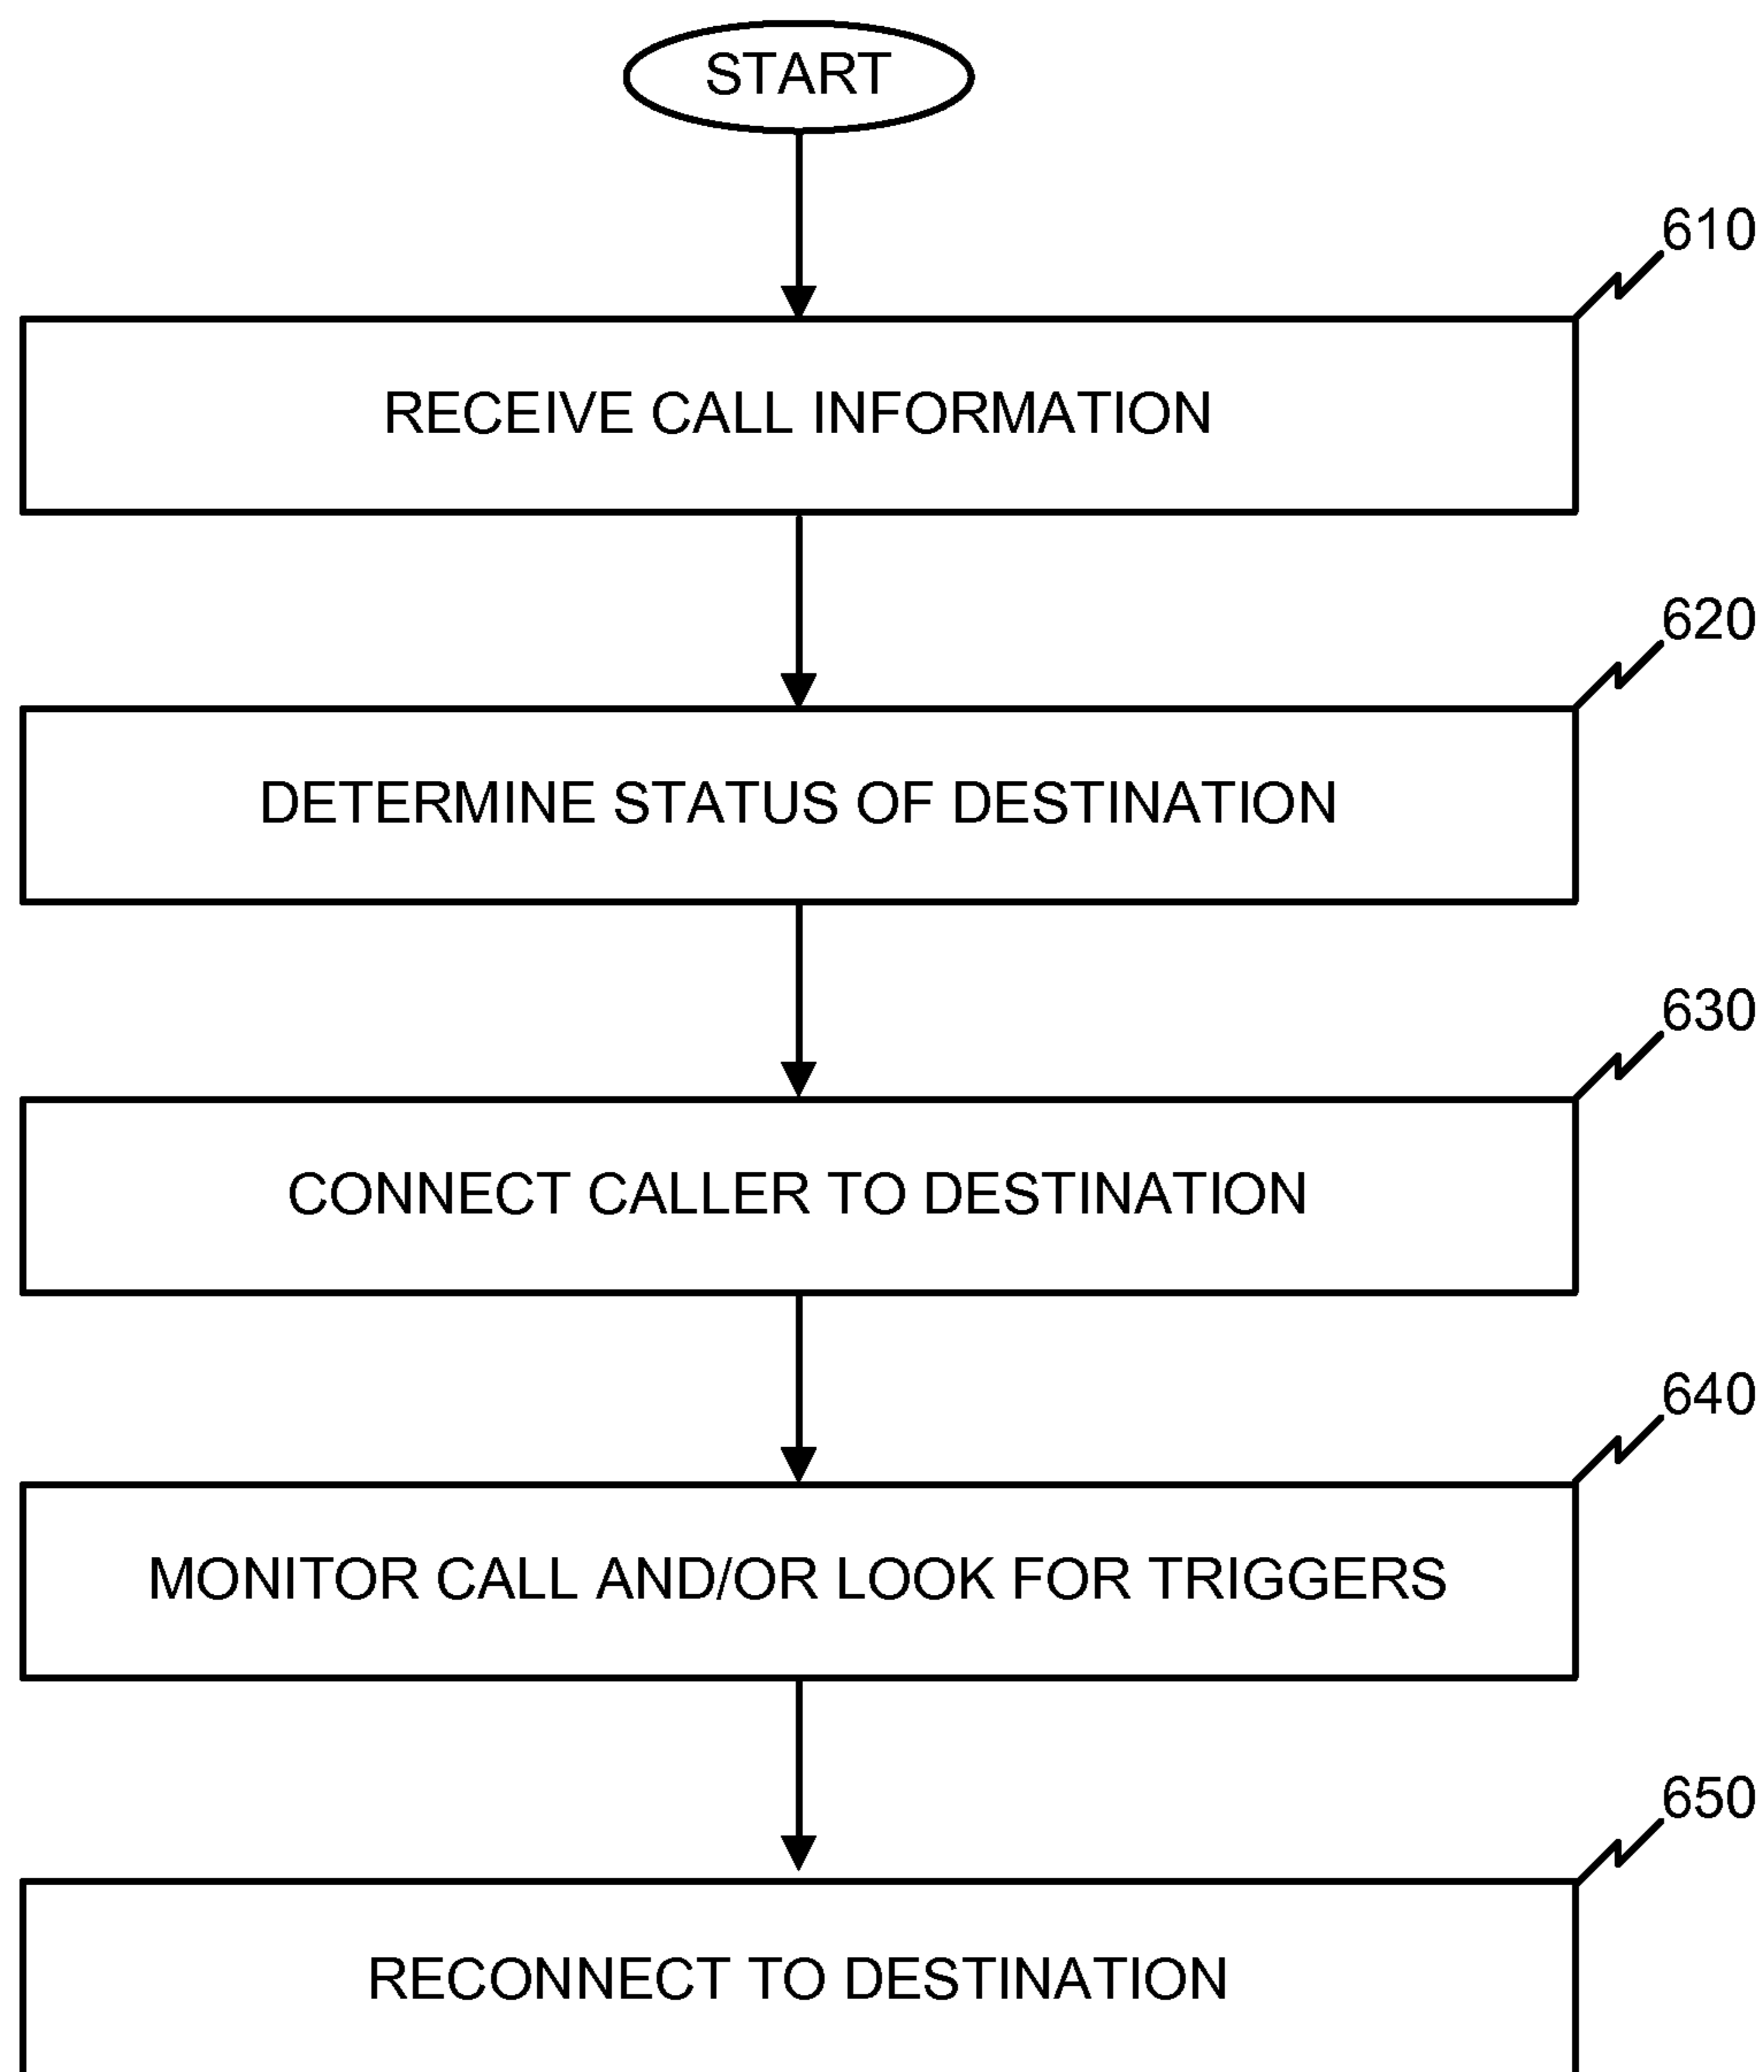 START
610
RECEIVE CALL INFORMATION
620
DETERMINE STATUS OF DESTINATION
630
CONNECT CALLER TO DESTINATION
640
MONITOR CALL AND/OR LOOK FOR TRIGGERS
650
RECONNECT TO DESTINATION